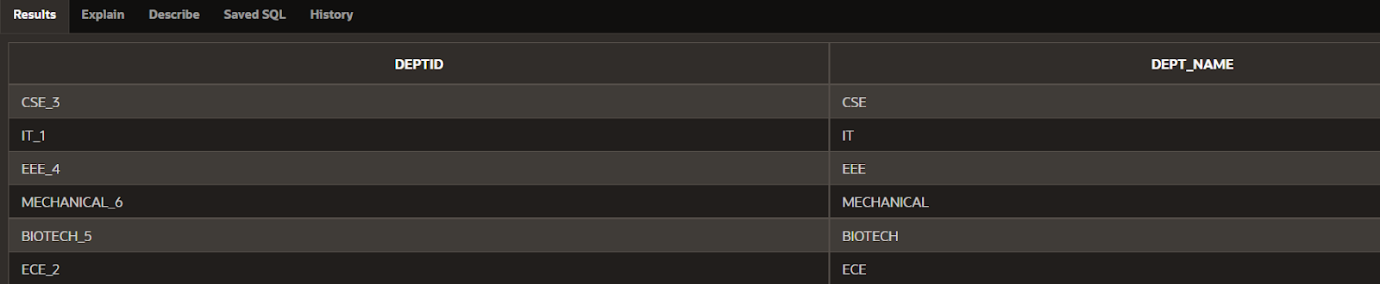 Results Explain Describe Saved SQL History
DEPTID DEPT_NAME
CSE_3 CSE
IT_1 IT
EEE_4 EEE
MECHANICAL_6 MECHANICAL
BIOTECH_5 BIOTECH
ECE_2 ECE